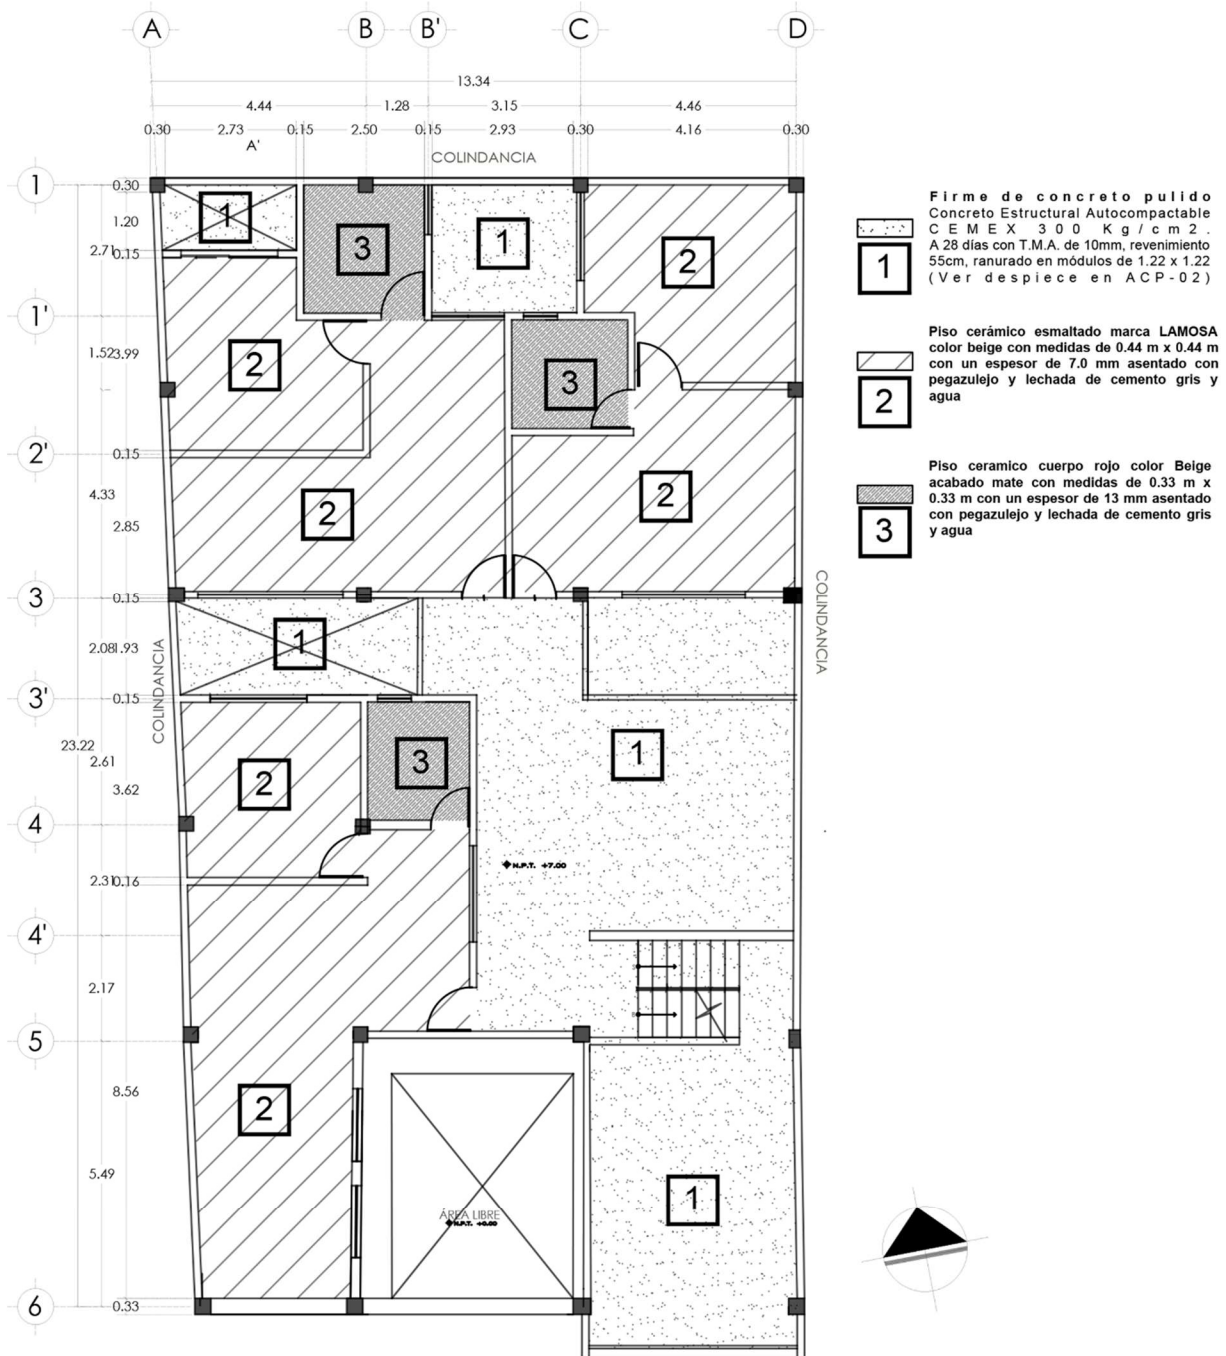 A B B' C D
13.34
4.44 1.28 3.15 4.46
0.30 2.73 0.15 2.50 0.15 2.93 0.30 4.16 0.30
A'
COLINDANCIA
1
0.30
1.20
2.71
0.15
1'
1.52
3.99
2'
0.15
4.33
2.85
3
0.15
2.08
1.93
3'
0.15
23.22
2.61
3.62
4
2.31
0.16
4'
2.17
5
8.56
5.49
6
0.33
COLINDANCIA
COLINDANCIA
1
3
1
2
2
3
2
2
1
2
3
1
N.P.T. +7.00
2
1
ÁREA LIBRE
N.P.T. +0.00
Firme de concreto pulido
Concreto Estructural Autocompactable
CEMEX 300 Kg/cm2.
A 28 días con T.M.A. de 10mm, revenimiento
55cm, ranurado en módulos de 1.22 x 1.22
(Ver despiece en ACP-02)
1
Piso cerámico esmaltado marca LAMOSA
color beige con medidas de 0.44 m x 0.44 m
con un espesor de 7.0 mm asentado con
pegazulejo y lechada de cemento gris y
agua
2
Piso ceramico cuerpo rojo color Beige
acabado mate con medidas de 0.33 m x
0.33 m con un espesor de 13 mm asentado
con pegazulejo y lechada de cemento gris
y agua
3